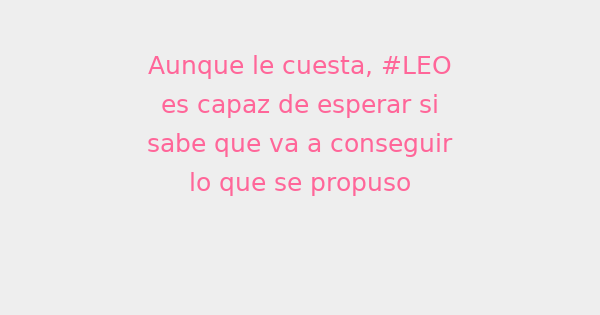 Aunque le cuesta, #LEO
es capaz de esperar si
sabe que va a conseguir
lo que se propuso